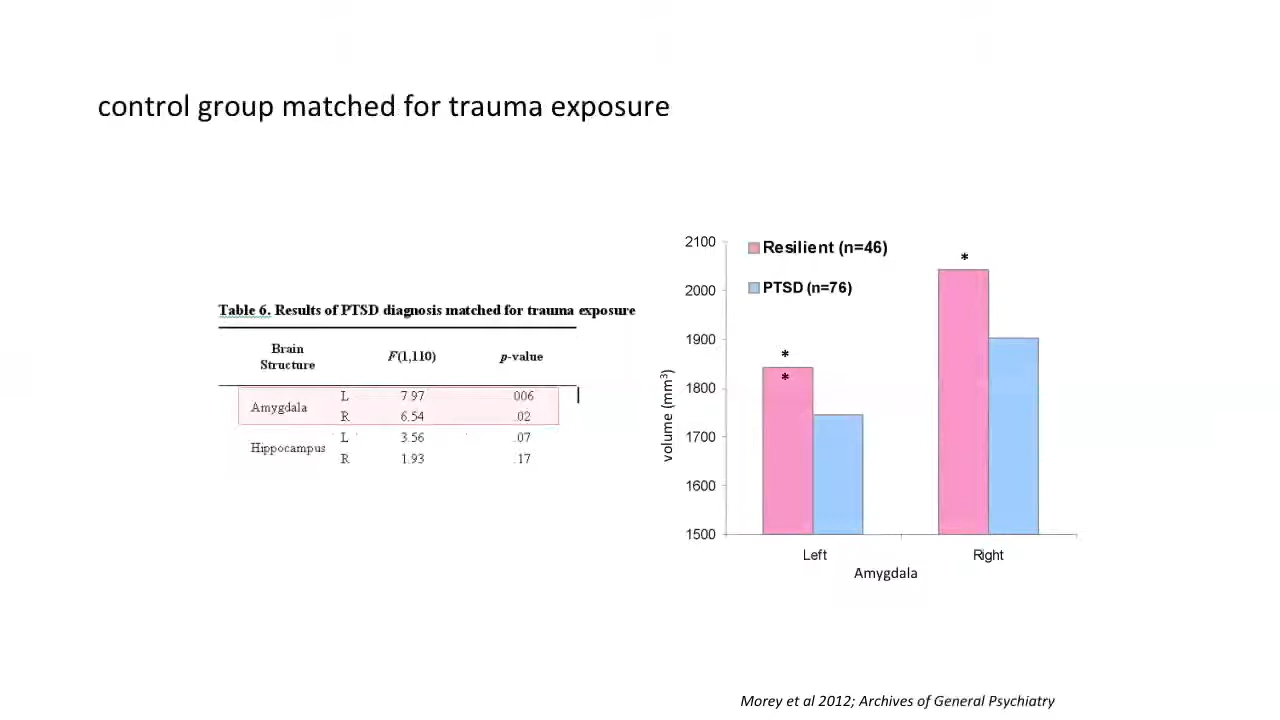 control group matched for trauma exposure
Table 6. Results of PTSD diagnosis matched for trauma exposure
Brain Structure F(1,110) p-value
Amygdala L 7.97 .006
R 6.54 .02
Hippocampus L 3.56 .07
R 1.93 .17
2100
2000
1900
1800
1700
1600
1500
volume (mm³)
Resilient (n=46)
PTSD (n=76)
*
*
*
Left Right
Amygdala
Morey et al 2012; Archives of General Psychiatry